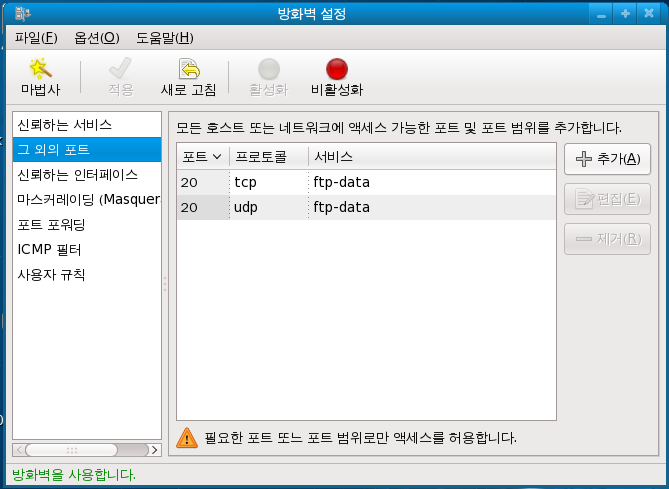 방화벽 설정
파일(F) 옵션(O) 도움말(H)
마법사 적용 새로 고침 활성화 비활성화
신뢰하는 서비스
그 외의 포트
신뢰하는 인터페이스
마스커레이딩 (Masquera
포트 포워딩
ICMP 필터
사용자 규칙
모든 호스트 또는 네트워크에 액세스 가능한 포트 및 포트 범위를 추가합니다.
포트 프로토콜 서비스
20 tcp ftp-data
20 udp ftp-data
추가(A)
편집(E)
제거(R)
필요한 포트 또느 포트 범위로만 액세스를 허용합니다.
방화벽을 사용합니다.